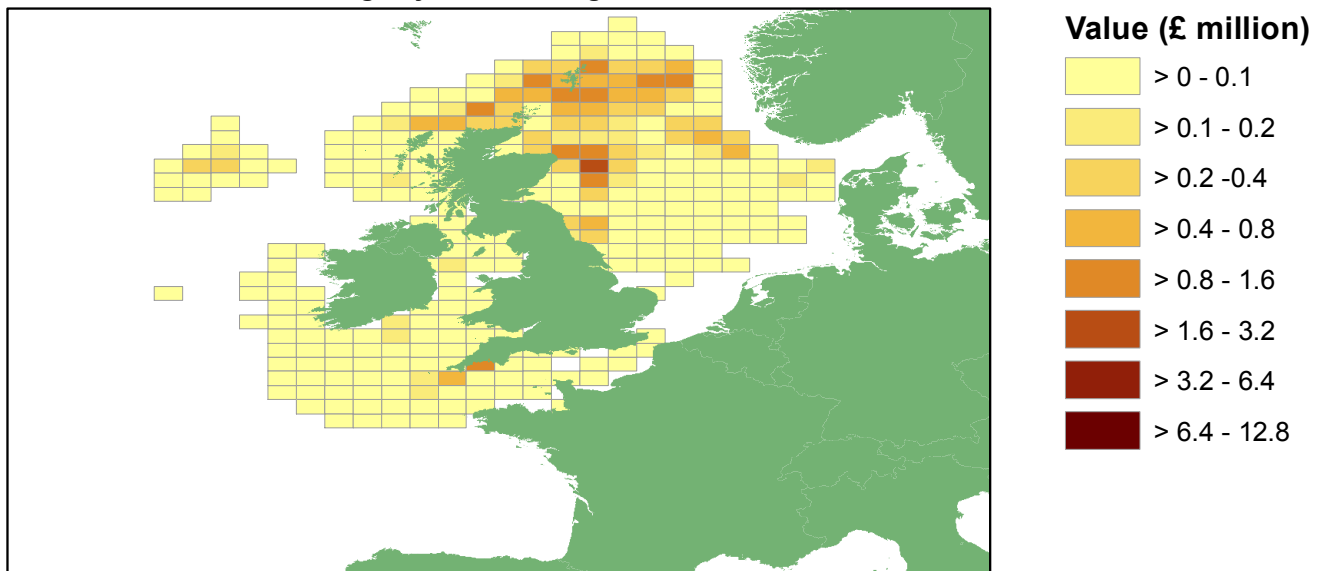 Value (£ million)
> 0 - 0.1
> 0.1 - 0.2
> 0.2 -0.4
> 0.4 - 0.8
> 0.8 - 1.6
> 1.6 - 3.2
> 3.2 - 6.4
> 6.4 - 12.8